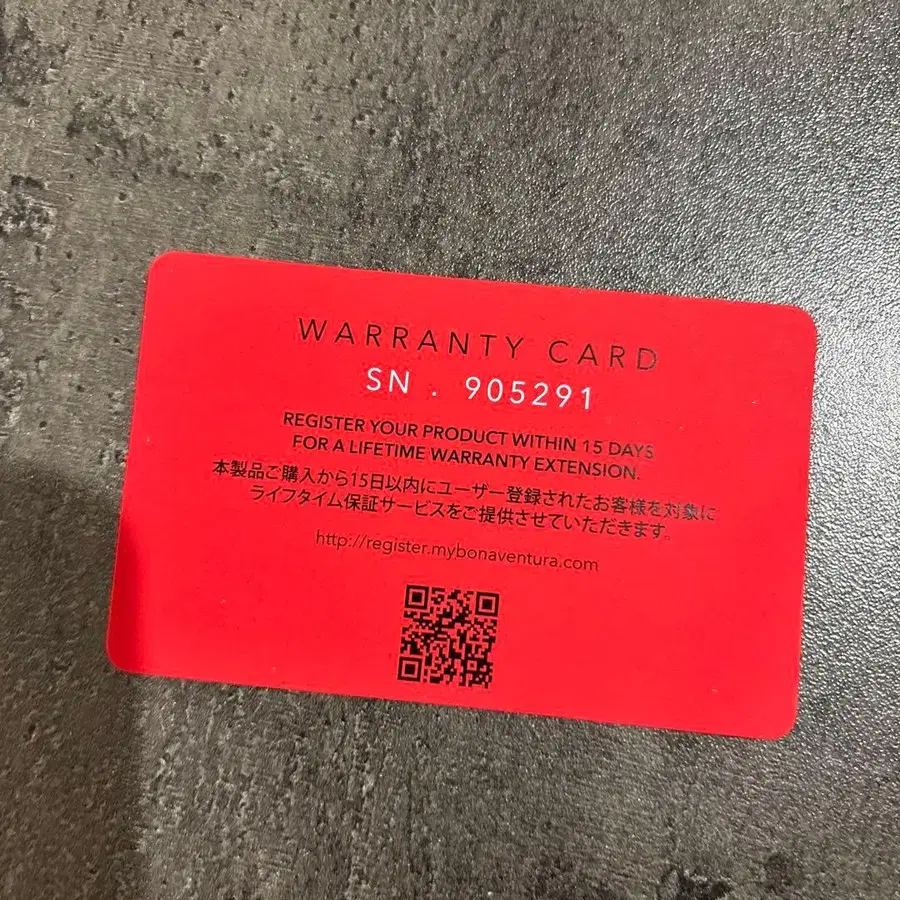 WARRANTY CARD
SN . 905291
REGISTER YOUR PRODUCT WITHIN 15 DAYS
FOR A LIFETIME WARRANTY EXTENSION.
本製品ご購入から15日以内にユーザー登録されたお客様を対象に
ライフタイム保証サービスをご提供させていただきます。
http://register.mybonaventura.com